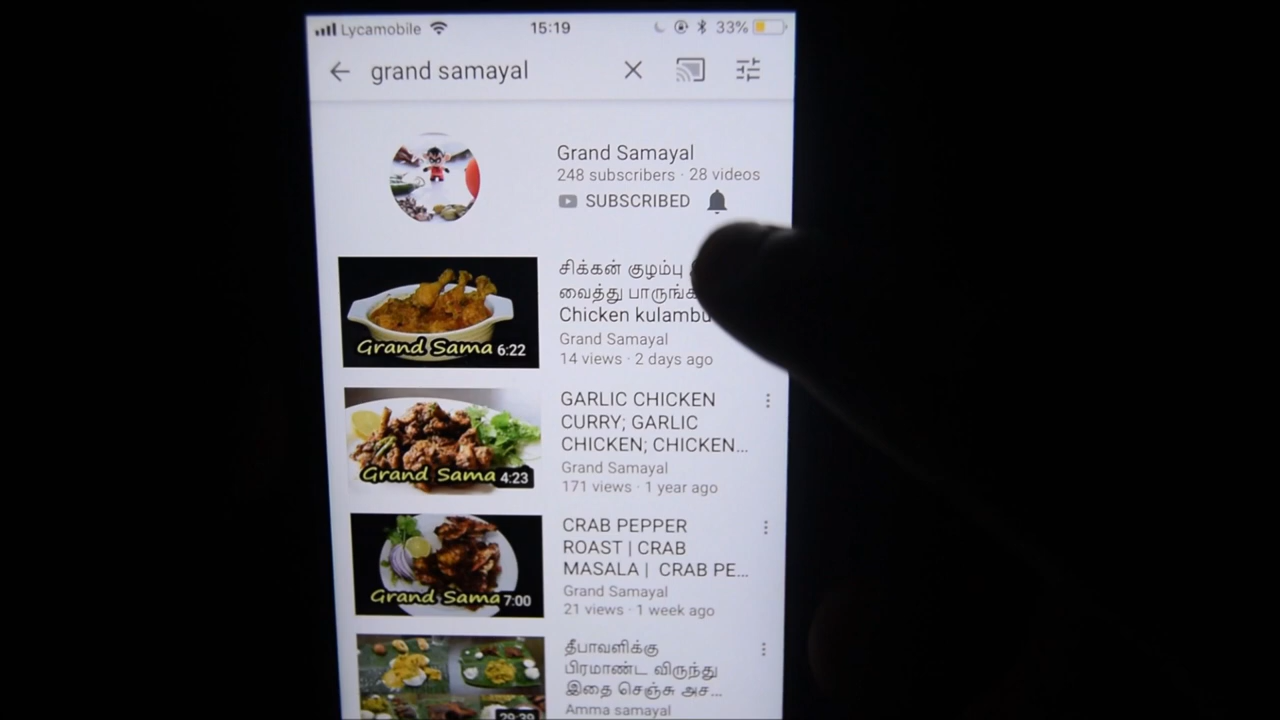 Lycamobile 15:19 33%
grand samayal
Grand Samayal
248 subscribers · 28 videos
SUBSCRIBED
சிக்கன் குழம்பு
வைத்து
Chicken kulambu
Grand Samayal
14 views · 2 days ago
Grand Sama 6:22
GARLIC CHICKEN
CURRY; GARLIC
CHICKEN; CHICKEN...
Grand Samayal
171 views · 1 year ago
Grand Sama 4:23
CRAB PEPPER
ROAST | CRAB
MASALA | CRAB PE...
Grand Samayal
21 views · 1 week ago
Grand Sama 7:00
தீபாவளிக்கு
பிரமாண்ட விருந்து
இதை செஞ்சு அச...
Amma samayal
29:39